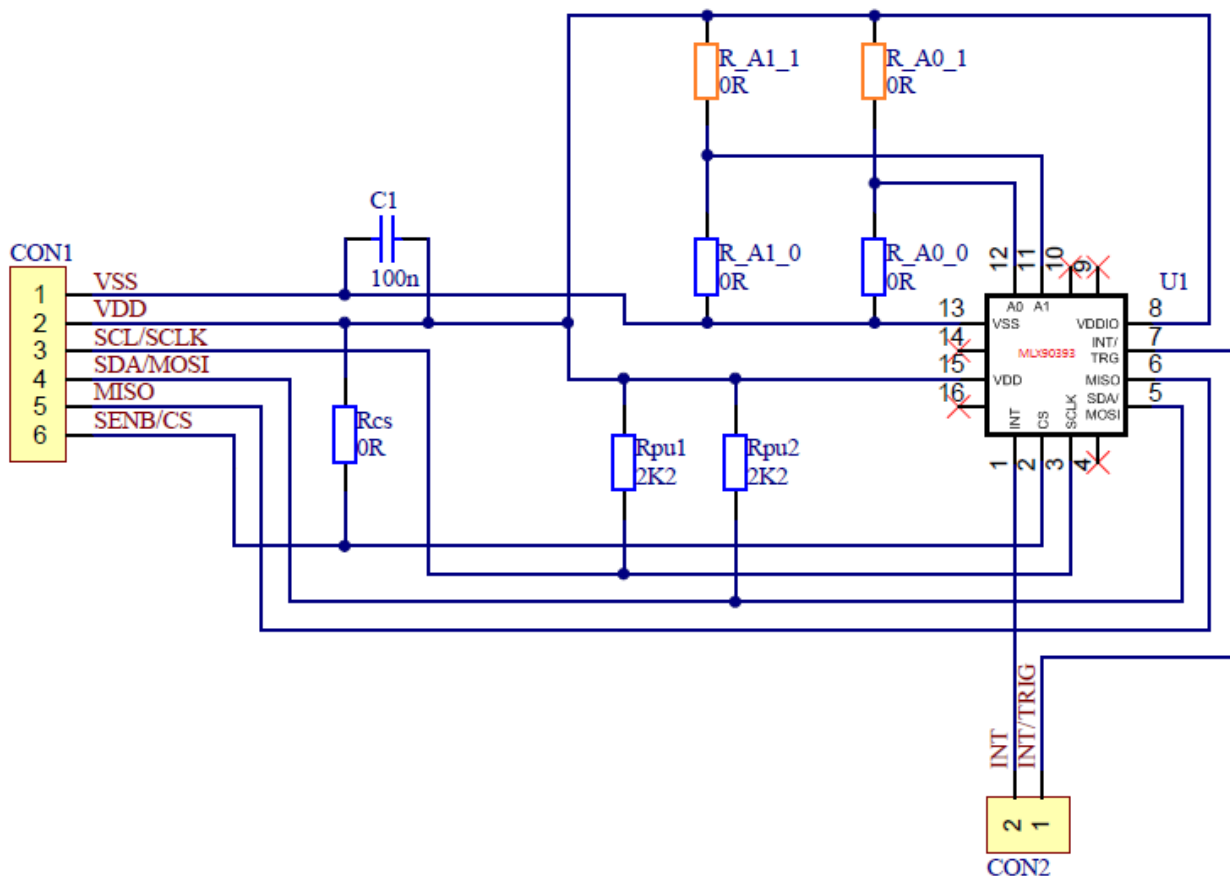 R_A1_1
0R
R_A0_1
0R
C1
100n
R_A1_0
0R
R_A0_0
0R
CON1
1
VSS
2
VDD
3
SCL/SCLK
4
SDA/MOSI
5
MISO
6
SENB/CS
Rcs
0R
Rpu1
2K2
Rpu2
2K2
12
11
10
9
U1
A0
A1
13
VSS
VDDIO
8
14
MLX90393
INT/
TRG
7
15
VDD
MISO
6
16
SDA/
MOSI
5
INT
CS
SCLK
1
2
3
4
INT
INT/TRIG
2
1
CON2